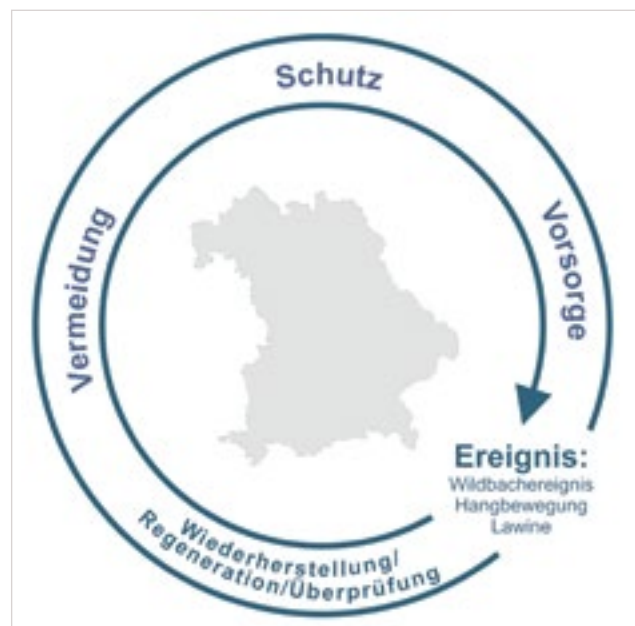 Schutz
Vorsorge
Vermeidung
Ereignis:
Wildbachereignis
Hangbewegung
Lawine
Wiederherstellung/
Regeneration/Überprüfung